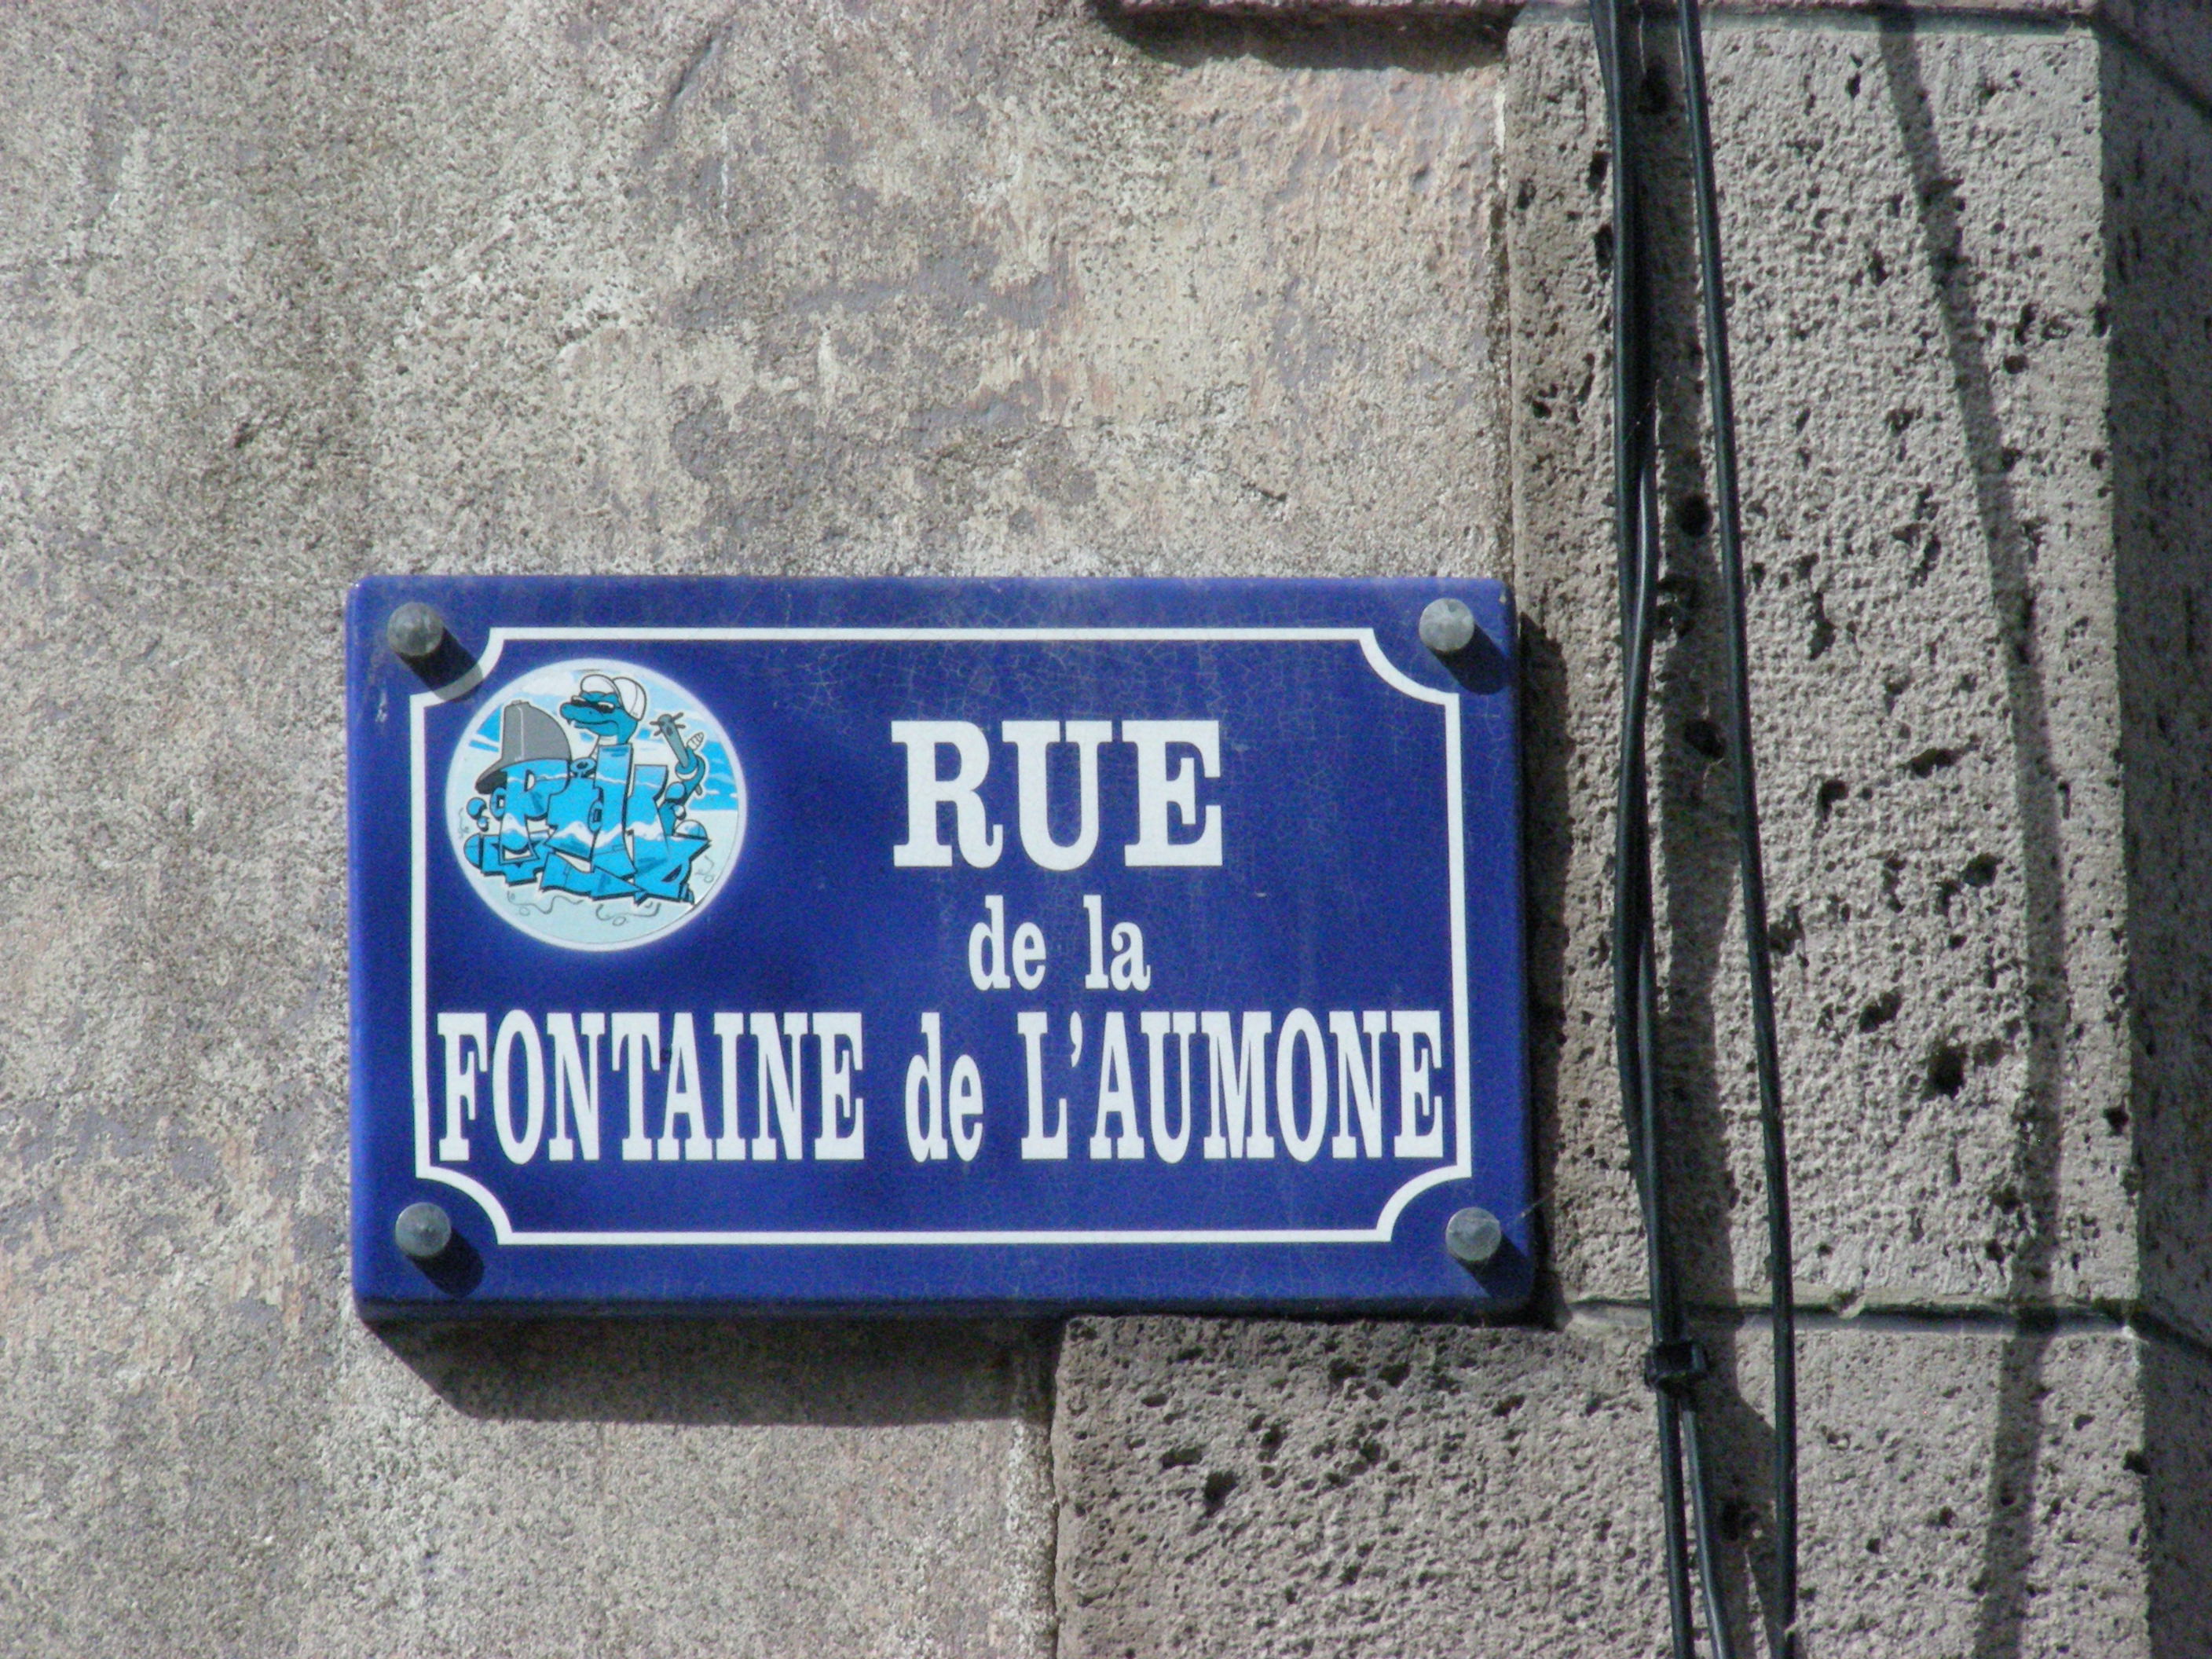 RUE
de la
FONTAINE de L'AUMONE